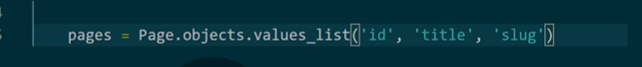 pages = Page.objects.values_list('id', 'title', 'slug')